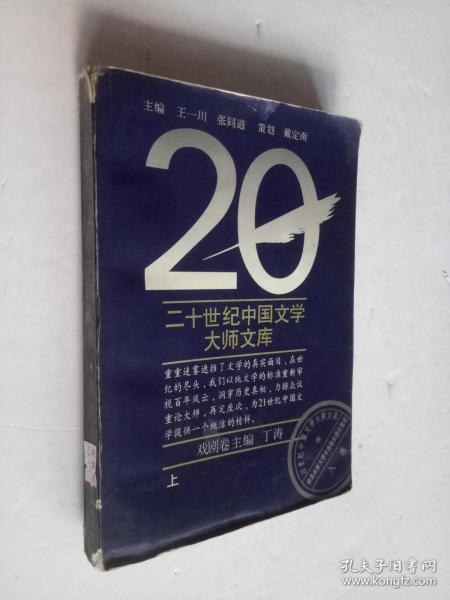 主编 王一川 张同道 策划 戴定南
20
二十世纪中国文学
大师文库
重重迷雾遮挡了文学的真实面目，在世
纪的尽头，我们以纯文学的标准重新审
视百年风云，洞穿历史真相，力排众议
重论大师，再定座次，为21世纪中国文
学提供一个纯洁的榜样。
戏剧卷主编 丁涛
上
孔夫子旧书网
www.kongfz.com